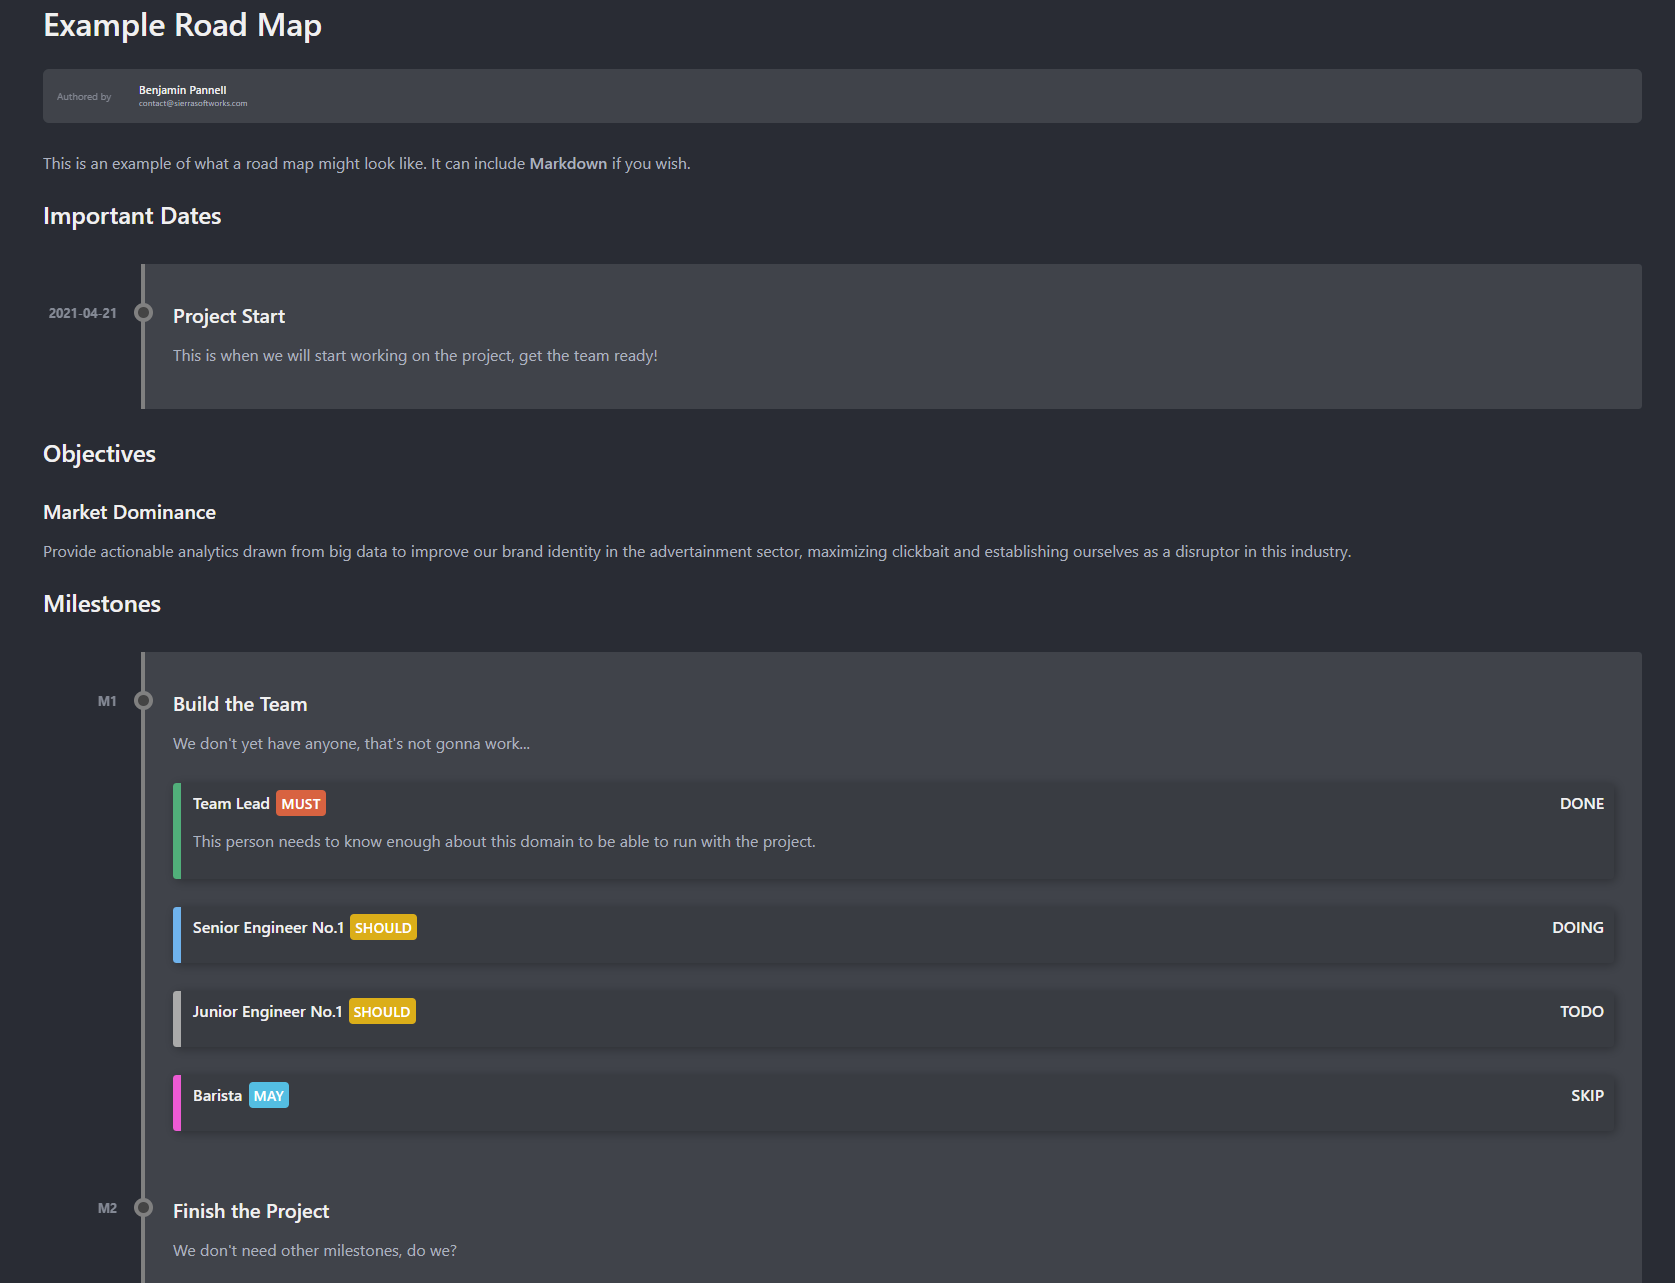 Example Road Map
Authored by
Benjamin Pannell
contact@sierrasoftworks.com
This is an example of what a road map might look like. It can include Markdown if you wish.
Important Dates
2021-04-21
Project Start
This is when we will start working on the project, get the team ready!
Objectives
Market Dominance
Provide actionable analytics drawn from big data to improve our brand identity in the advertainment sector, maximizing clickbait and establishing ourselves as a disruptor in this industry.
Milestones
M1
Build the Team
We don't yet have anyone, that's not gonna work...
Team Lead MUST DONE
This person needs to know enough about this domain to be able to run with the project.
Senior Engineer No.1 SHOULD DOING
Junior Engineer No.1 SHOULD TODO
Barista MAY SKIP
M2
Finish the Project
We don't need other milestones, do we?